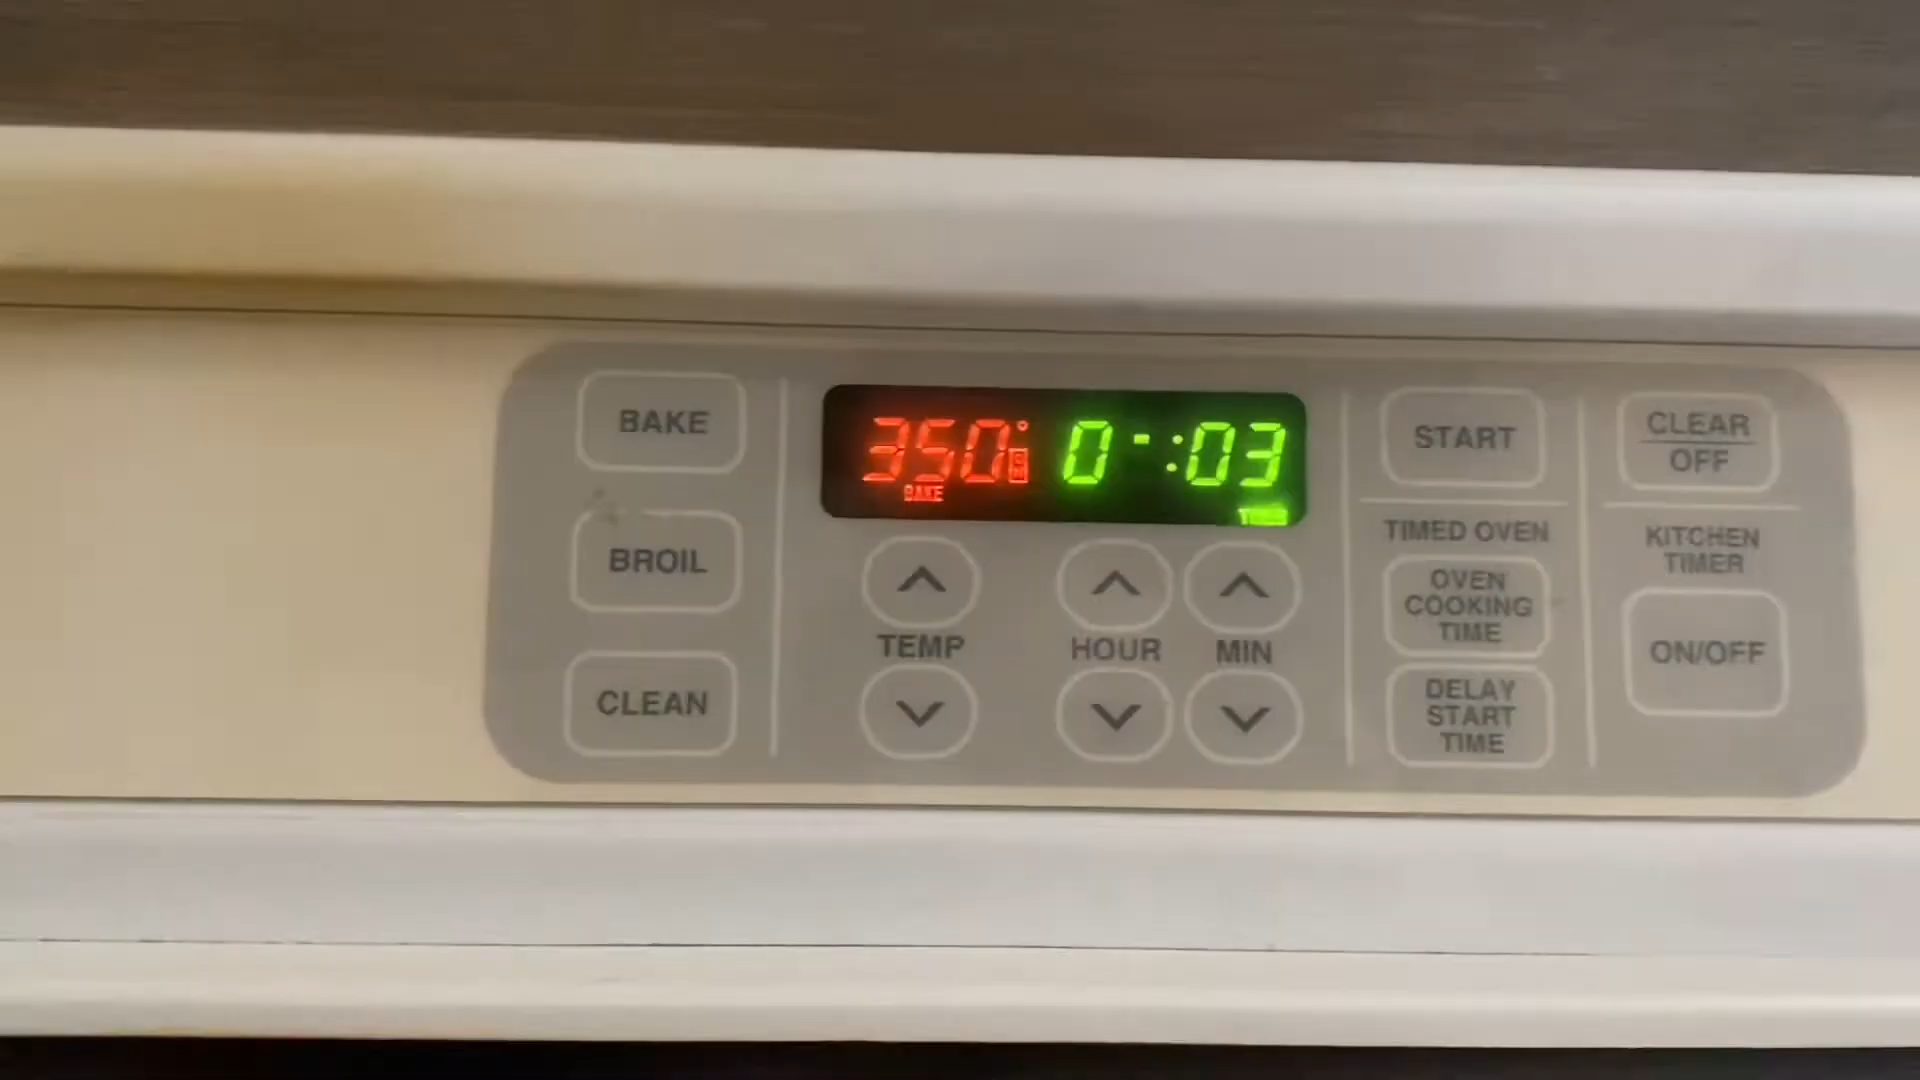 BAKE
BROIL
CLEAN
350°
BAKE
0 -:03
TIMER
TEMP
HOUR
MIN
START
TIMED OVEN
OVEN
COOKING
TIME
DELAY
START
TIME
CLEAR
OFF
KITCHEN
TIMER
ON/OFF